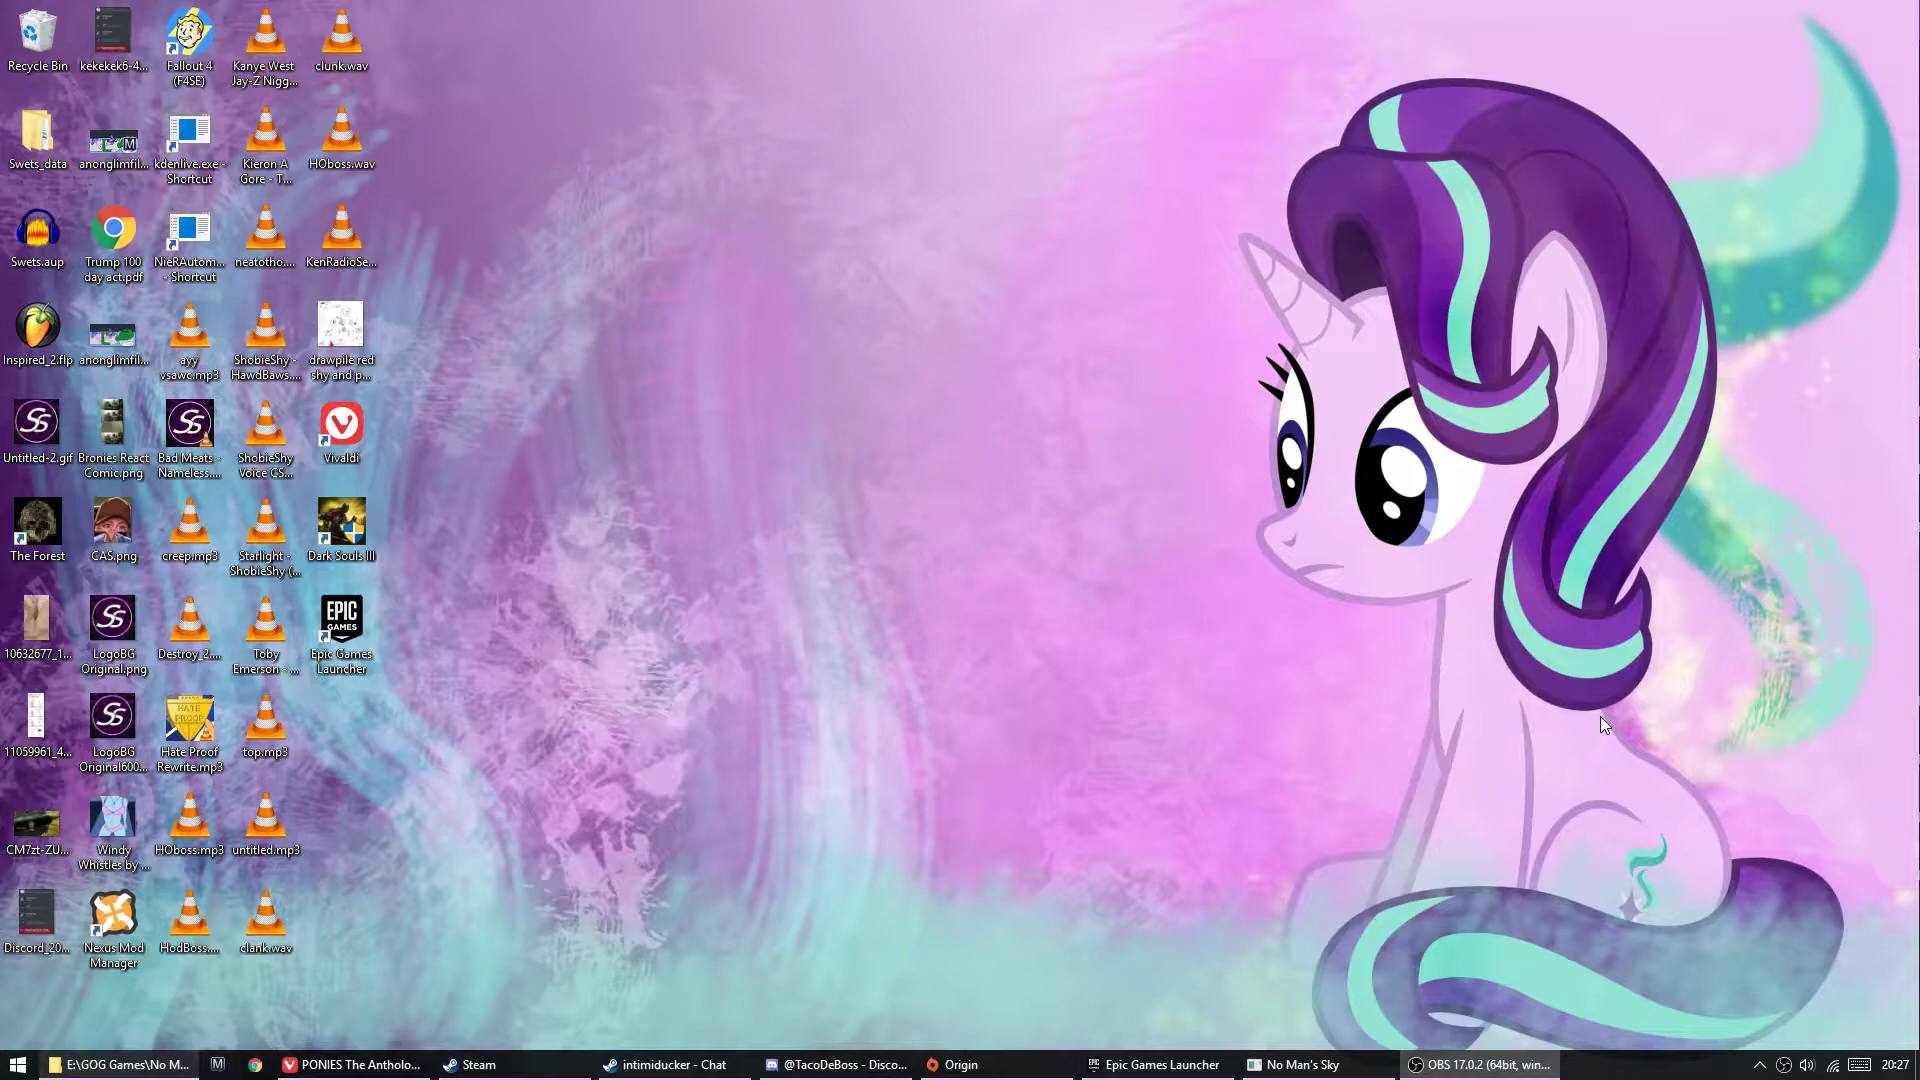 Recycle Bin
kekekek6-4...
Fallout 4
(F4SE)
Kanye West
Jay-Z Nigg...
clunk.wav
Swets_data
anonglimfil...
kdenlive.exe -
Shortcut
Kieron A
Gore - T...
HOboss.wav
Swets.aup
Trump 100
day act.pdf
NieRAutom...
- Shortcut
neatotho....
KenRadioSe...
Inspired_2.flp
anonglimfil...
ayy
vsawc.mp3
ShobieShy -
HawdBaws....
drawpile red
shy and p...
Untitled-2.gif
Bronies React
Comic.png
Bad Meats -
Nameless....
ShobieShy
Voice CS...
Vivaldi
The Forest
CAS.png
creep.mp3
Starlight -
ShobieShy (...
Dark Souls III
10632677_1...
LogoBG
Original.png
Destroy_2....
Toby
Emerson - ...
EPIC
GAMES
Epic Games
Launcher
11059961_4...
LogoBG
Original600...
HATE
PROOF
Hate Proof
Rewrite.mp3
top.mp3
CM7zt-ZU...
Windy
Whistles by ...
HOboss.mp3
untitled.mp3
Discord_20...
Nexus Mod
Manager
HodBoss....
clank.wav
E:\GOG Games\No M...
PONIES The Antholo...
Steam
intimiducker - Chat
@TacoDeBoss - Disco...
Origin
Epic Games Launcher
No Man's Sky
OBS 17.0.2 (64bit, win...
20:27